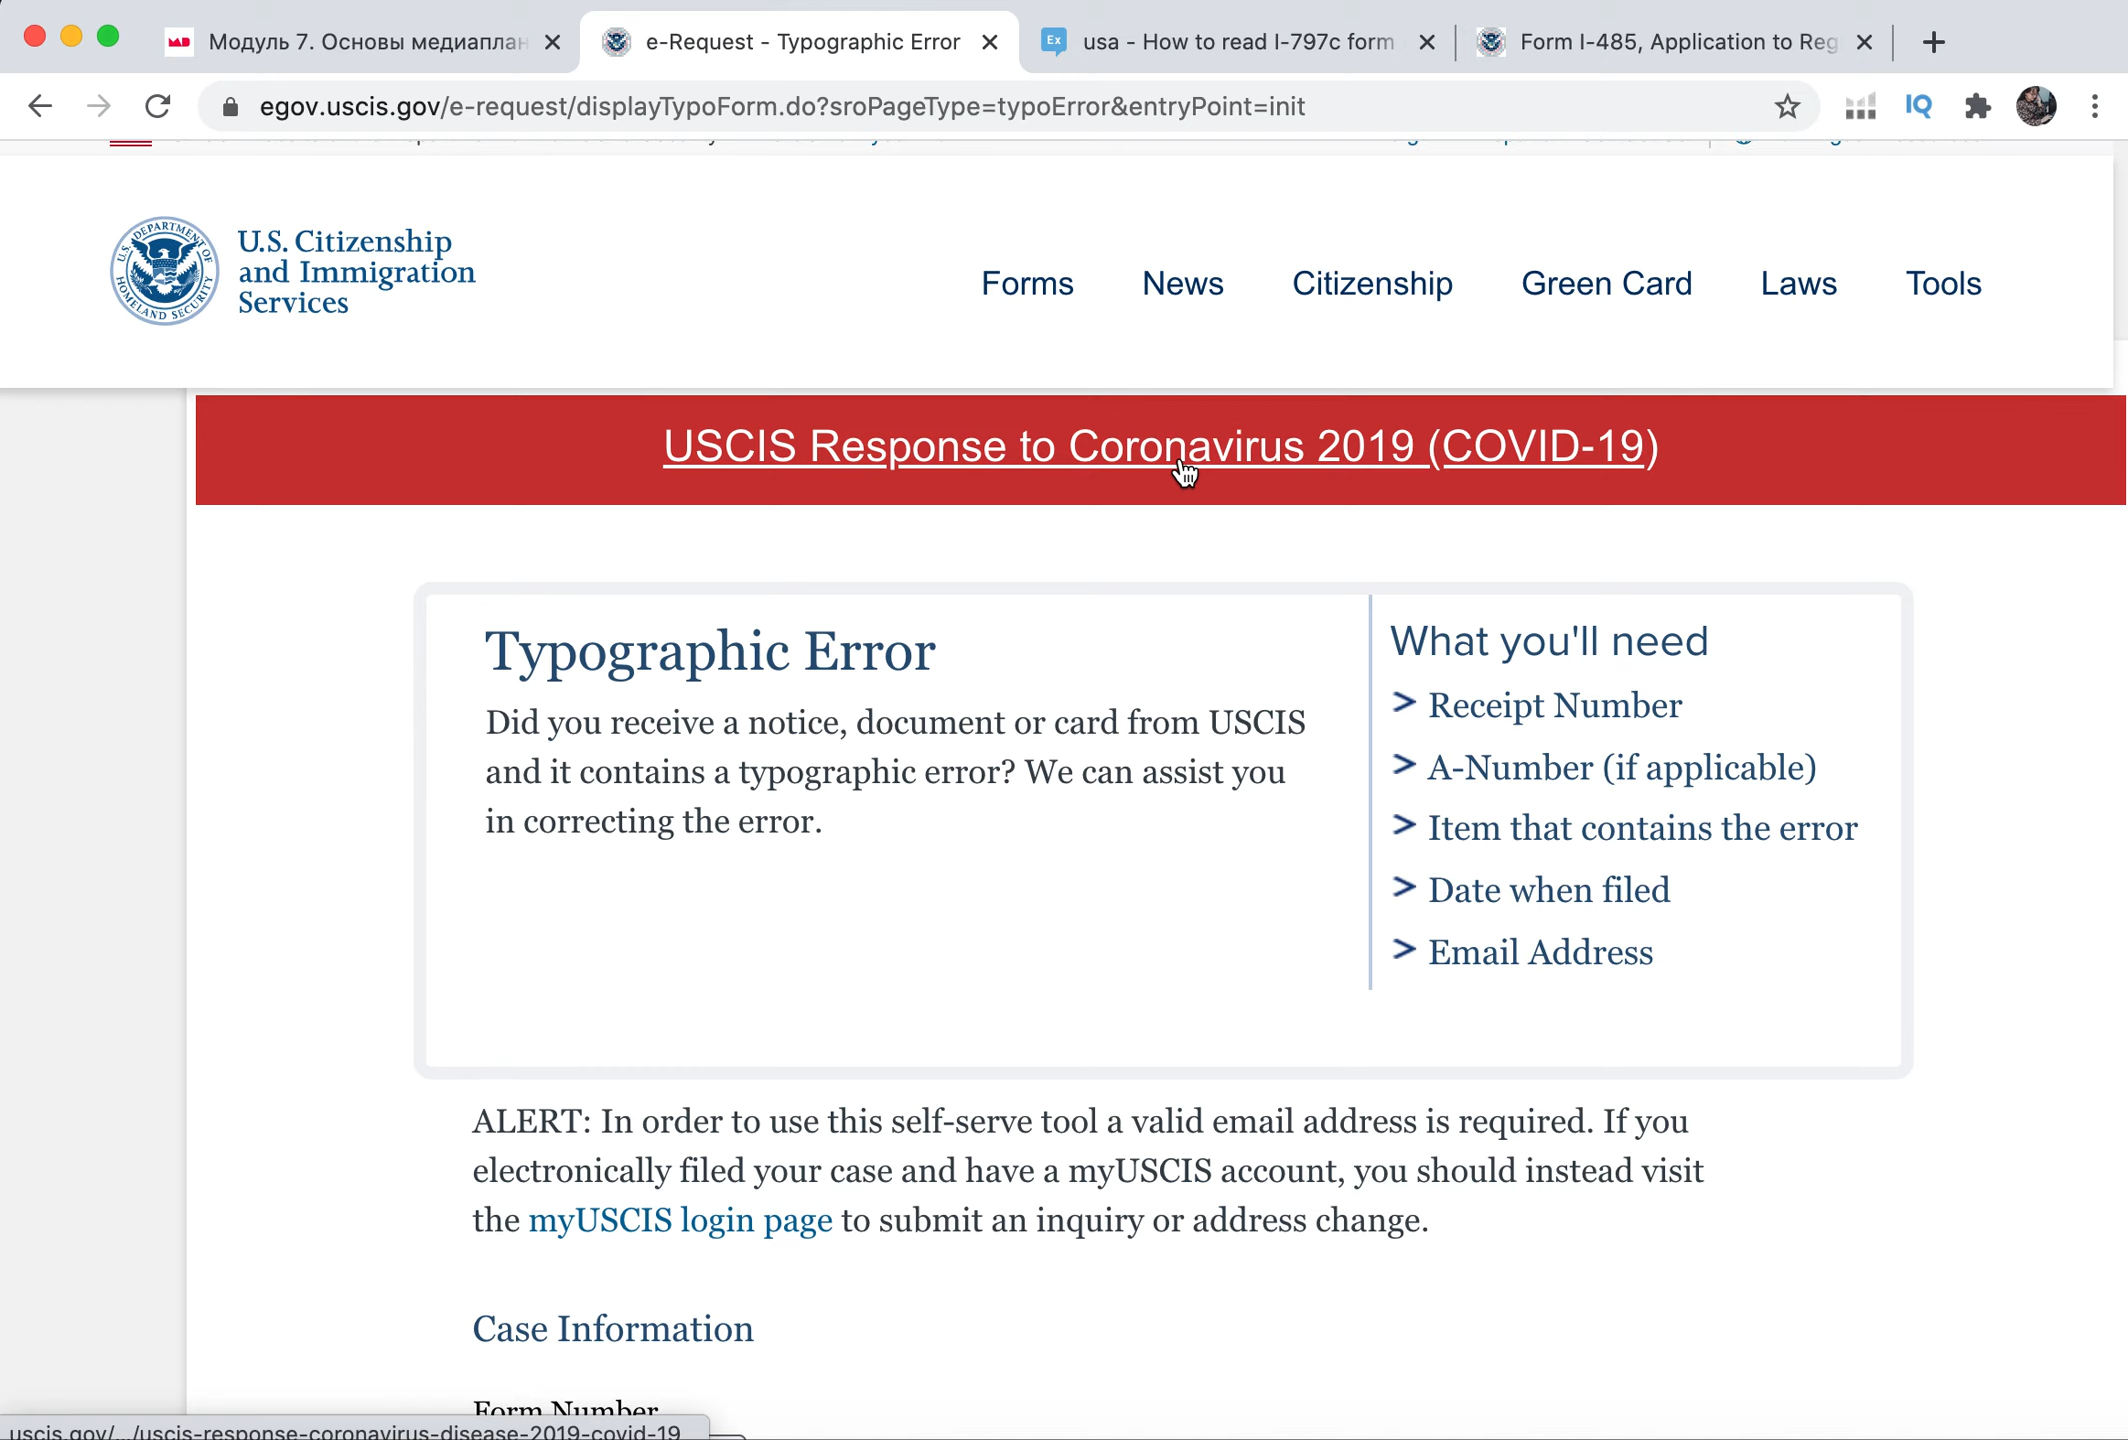 Модуль 7. Основы медиаплан
e-Request - Typographic Error
Ex
usa - How to read I-797c form
Form I-485, Application to Reg
egov.uscis.gov/e-request/displayTypoForm.do?sroPageType=typoError&entryPoint=init
IQ
U.S. DEPARTMENT OF HOMELAND SECURITY
U.S. Citizenship
and Immigration
Services
Forms
News
Citizenship
Green Card
Laws
Tools
USCIS Response to Coronavirus 2019 (COVID-19)
Typographic Error
Did you receive a notice, document or card from USCIS
and it contains a typographic error? We can assist you
in correcting the error.
What you'll need
> Receipt Number
> A-Number (if applicable)
> Item that contains the error
> Date when filed
> Email Address
ALERT: In order to use this self-serve tool a valid email address is required. If you
electronically filed your case and have a myUSCIS account, you should instead visit
the myUSCIS login page to submit an inquiry or address change.
Case Information
Form Number
uscis.gov/.../uscis-response-coronavirus-disease-2019-covid-19